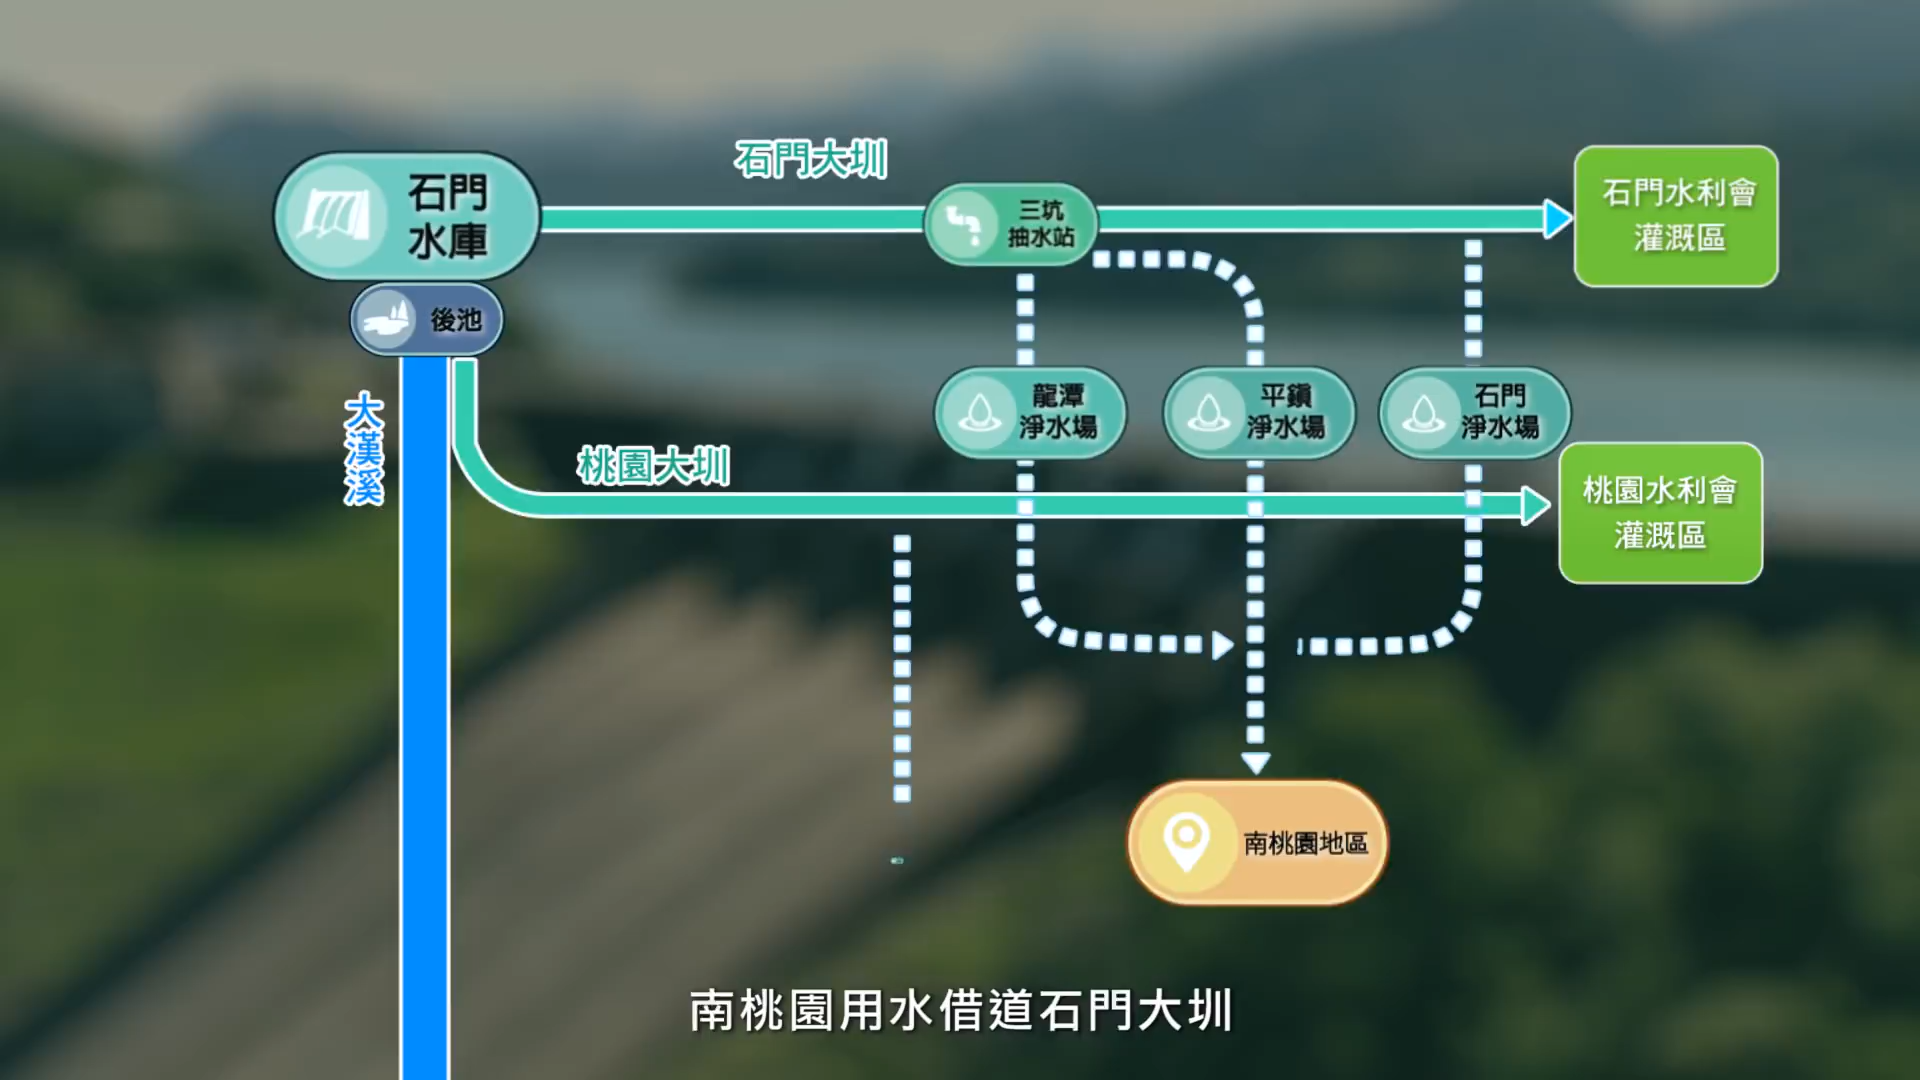 石門大圳
石門
水庫
三坑
抽水站
石門水利會
灌溉區
後池
大漢溪
龍潭
淨水場
平鎮
淨水場
石門
淨水場
桃園大圳
桃園水利會
灌溉區
南桃園地區
南桃園用水借道石門大圳